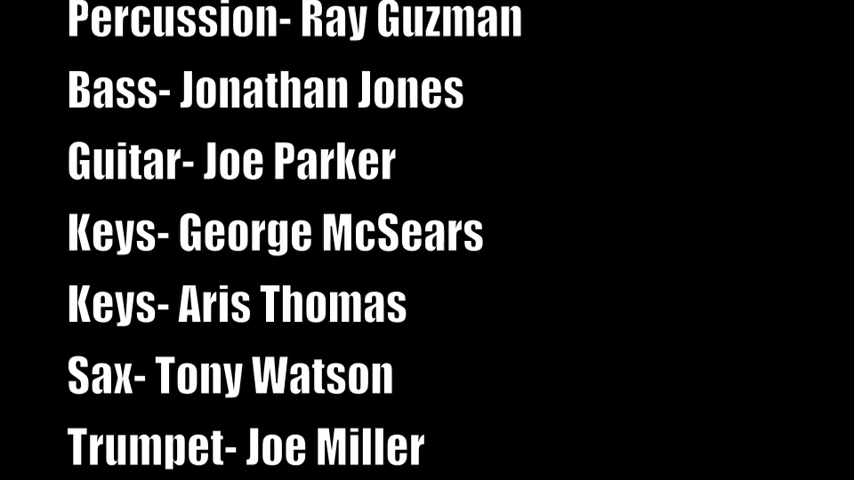 Percussion- Ray Guzman
Bass- Jonathan Jones
Guitar- Joe Parker
Keys- George McSears
Keys- Aris Thomas
Sax- Tony Watson
Trumpet- Joe Miller